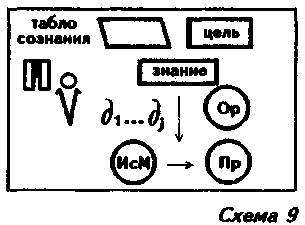 табло
сознания
цель
знание
∂1...∂j
Ор
ИсМ
Пр
Схема 9